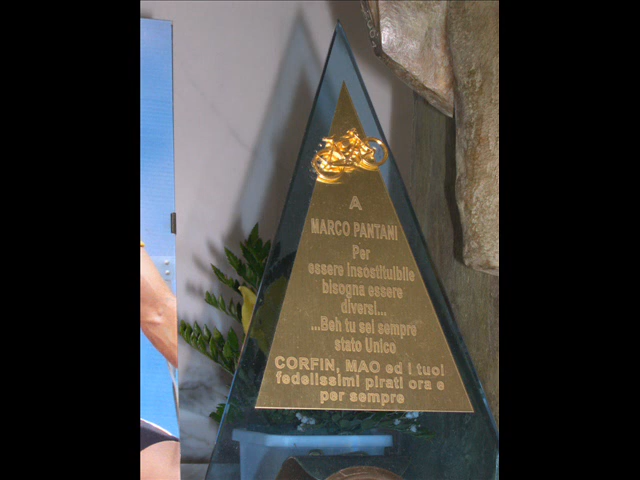 A
MARCO PANTANI
Per
essere insostituibile
bisogna essere
diversi...
...Beh tu sei sempre
stato Unico
CORFIN, MAO ed i tuoi
fedelissimi pirati ora e
per sempre